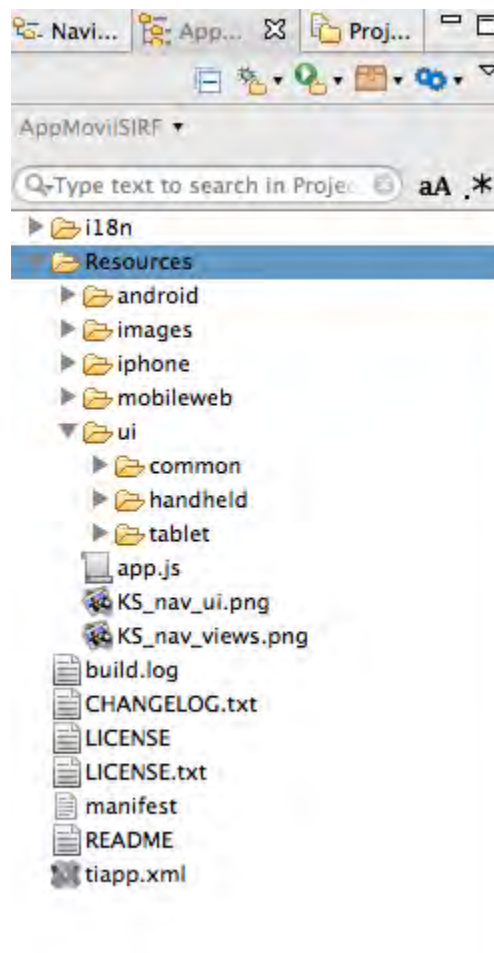 Navi... App... Proj...
AppMovilSIRF
Type text to search in Projec aA .*
i18n
Resources
android
images
iphone
mobileweb
ui
common
handheld
tablet
app.js
KS_nav_ui.png
KS_nav_views.png
build.log
CHANGELOG.txt
LICENSE
LICENSE.txt
manifest
README
tiapp.xml